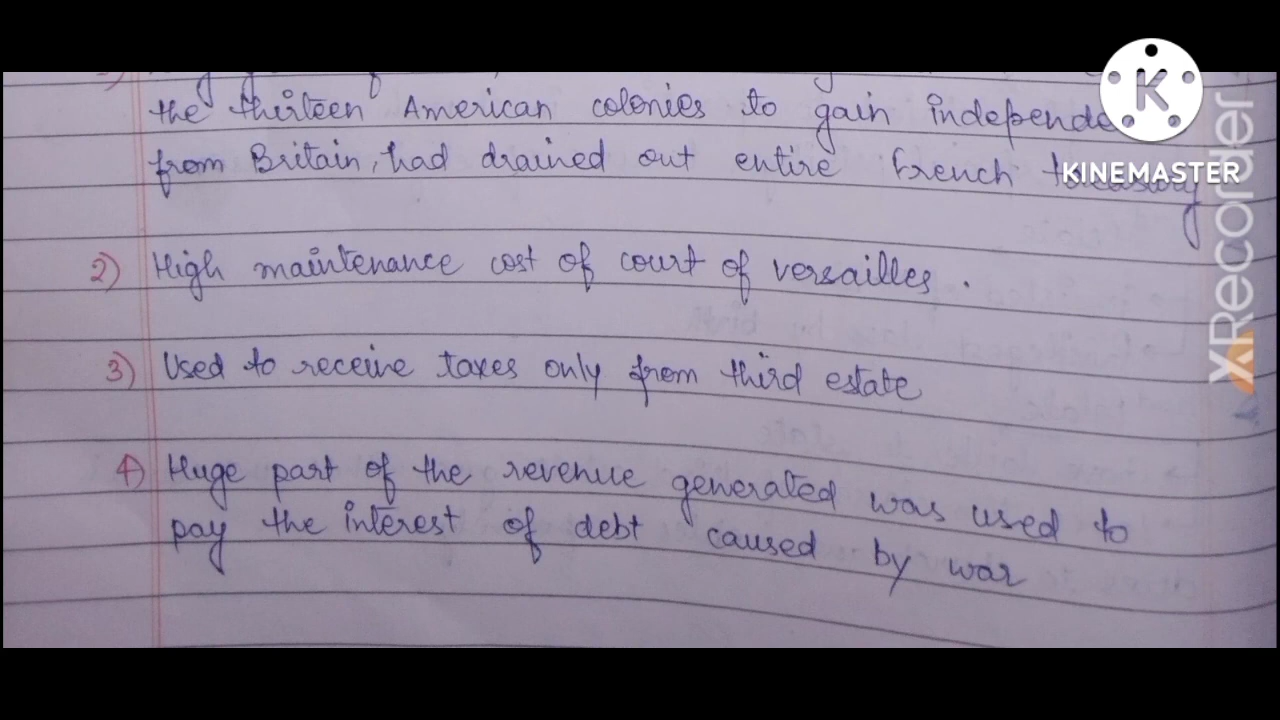 the thirteen American colonies to gain
from Britain, had drained out entire French treasury
2) High maintenance cost of court of versailles.
3) Used to receive taxes only from third estate
4) Huge part of the revenue generated was used to
pay the interest of debt caused by war
KINEMASTER
XRecorder